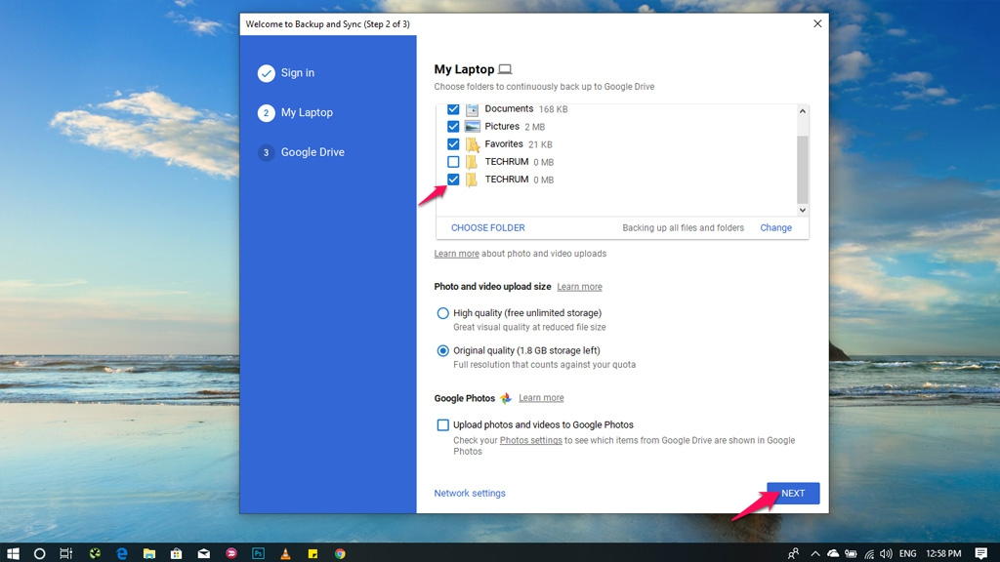 Welcome to Backup and Sync (Step 2 of 3)
Sign in
2 My Laptop
3 Google Drive
My Laptop
Choose folders to continuously back up to Google Drive
Documents 168 KB
Pictures 2 MB
Favorites 21 KB
TECHRUM 0 MB
TECHRUM 0 MB
CHOOSE FOLDER Backing up all files and folders Change
Learn more about photo and video uploads
Photo and video upload size Learn more
High quality (free unlimited storage)
Great visual quality at reduced file size
Original quality (1.8 GB storage left)
Full resolution that counts against your quota
Google Photos Learn more
Upload photos and videos to Google Photos
Check your Photos settings to see which items from Google Drive are shown in Google
Photos
Network settings NEXT
Ps ENG 12:58 PM